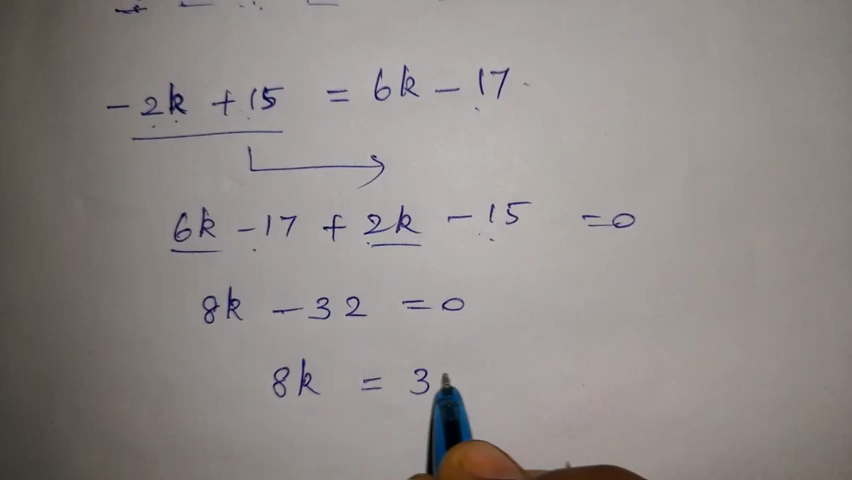 - 2k + 15 = 6k - 17
6k - 17 + 2k - 15 = 0
8k - 32 = 0
8k = 3